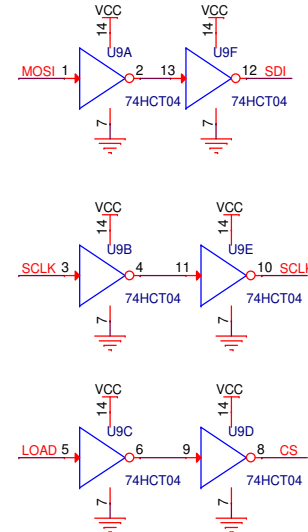 VCC VCC
14 14
U9A U9F
MOSI 1 2 13 12 SDI
74HCT04 74HCT04
7 7
VCC VCC
14 14
U9B U9E
SCLK 3 4 11 10 SCLK
74HCT04 74HCT04
7 7
VCC VCC
14 14
U9C U9D
LOAD 5 6 9 8 CS
74HCT04 74HCT04
7 7